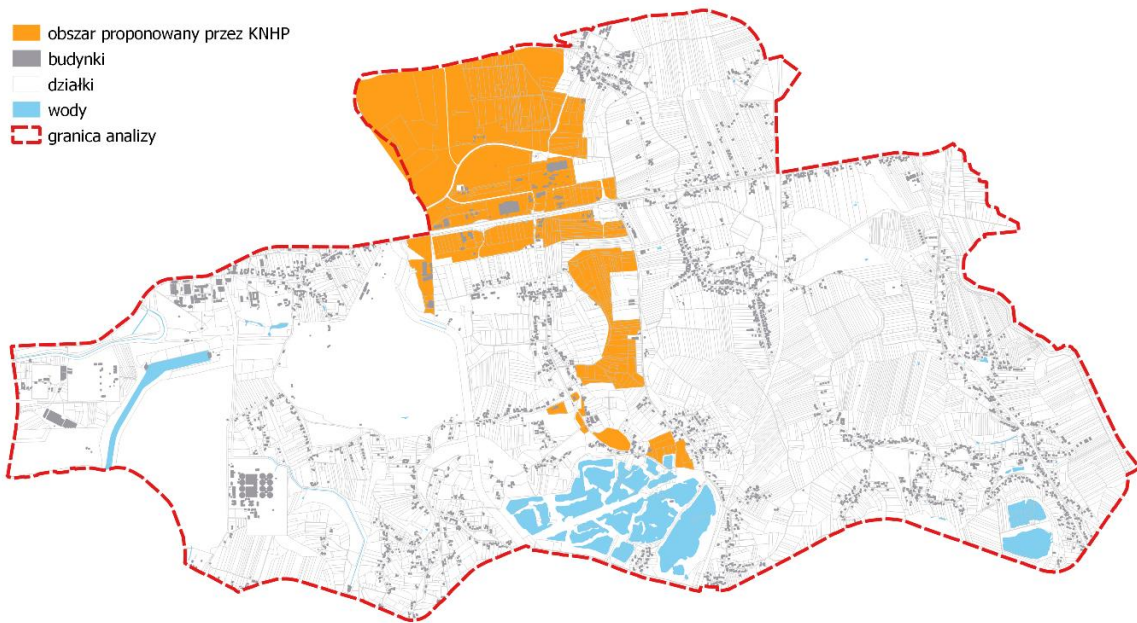 obszar proponowany przez KNHP
budynki
działki
wody
granica analizy